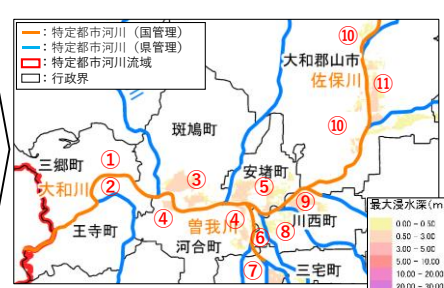 ：特定都市河川（国管理）
：特定都市河川（県管理）
：特定都市河川流域
：行政界
⑩
大和郡山市
佐保川
⑪
斑鳩町
⑩
①
三郷町
③
安堵町
大和川
②
⑤
⑨
④
曽我川
④
川西町
⑧
王寺町
⑥
河合町
⑦
三宅町
最大浸水深(m
0.00 - 0.50
0.50 - 3.00
3.00 - 5.00
5.00 - 10.00
10.00 - 20.00
20.00 - 30.00